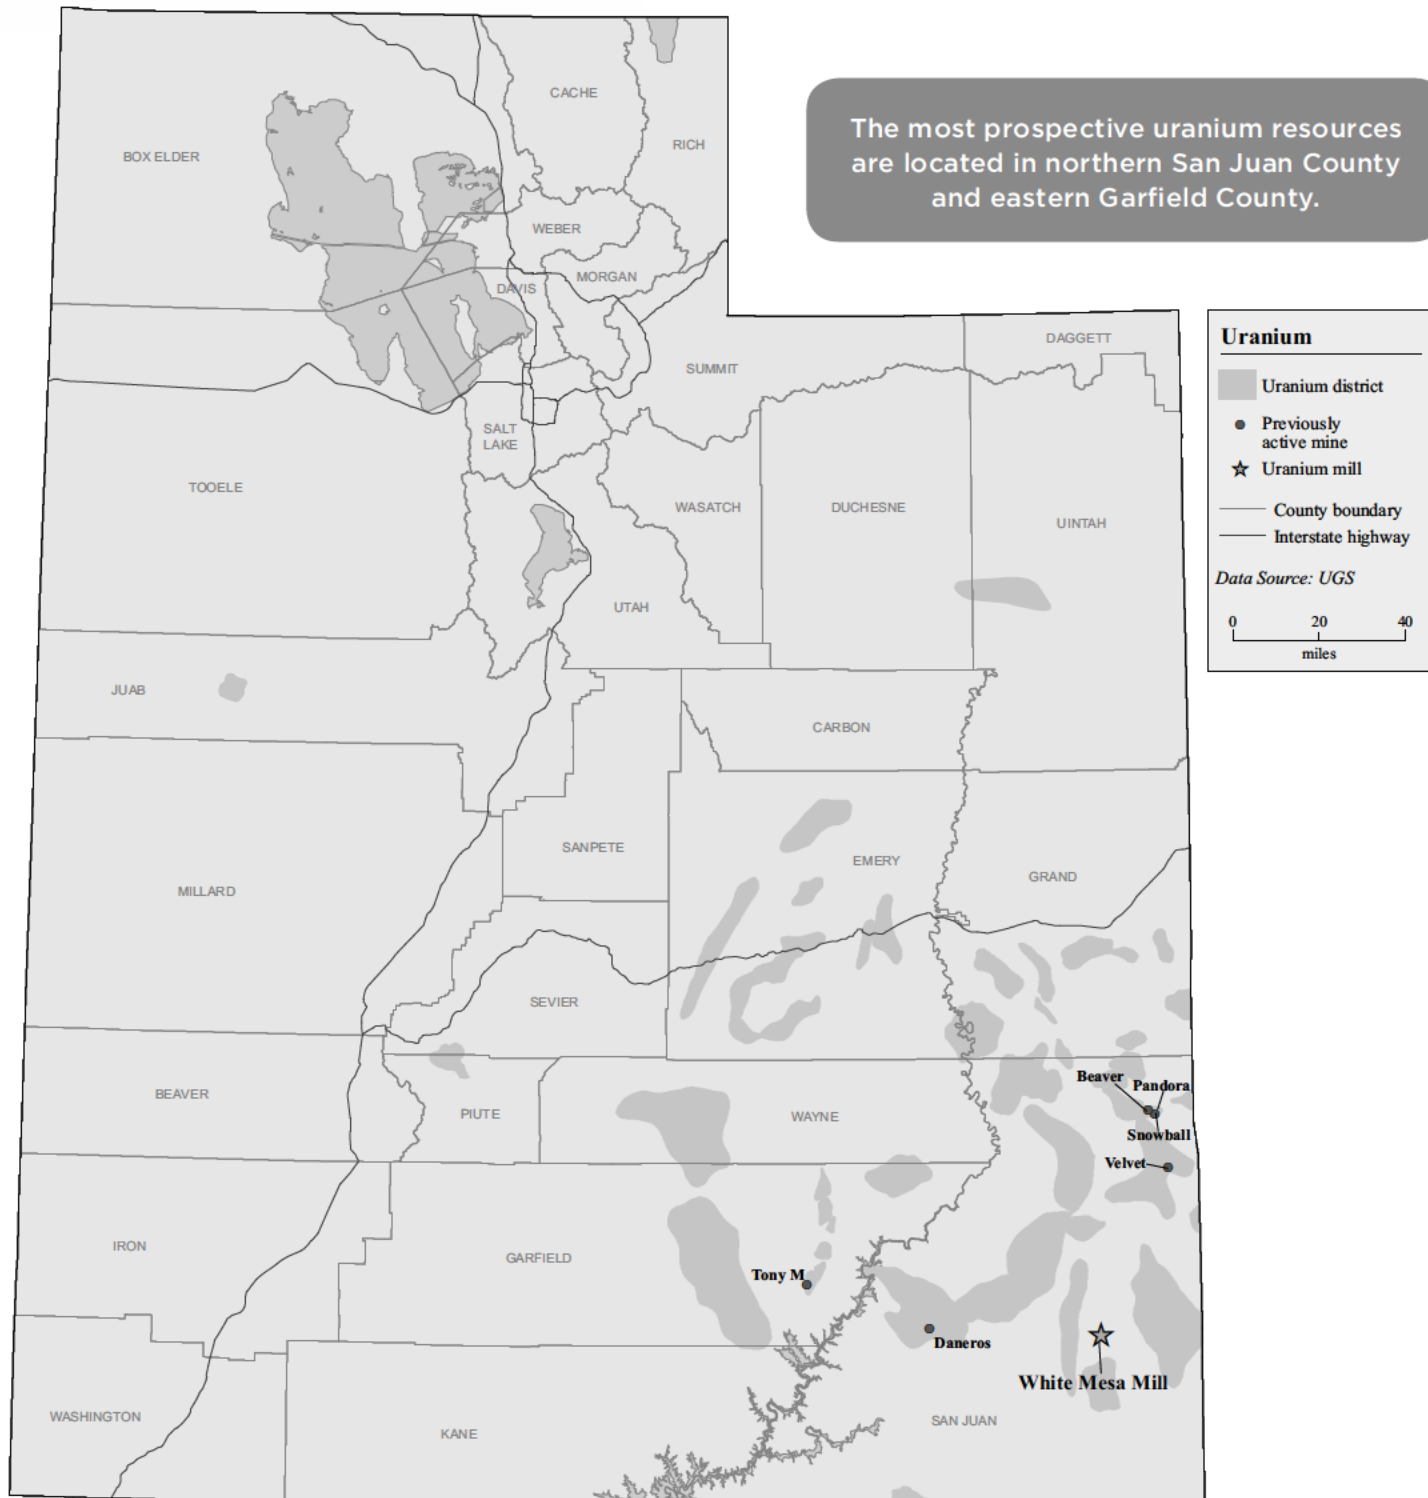 The most prospective uranium resources
are located in northern San Juan County
and eastern Garfield County.
CACHE
RICH
BOX ELDER
WEBER
MORGAN
DAVIS
DAGGETT
SUMMIT
SALT
LAKE
TOOELE
WASATCH
DUCHESNE
UINTAH
UTAH
JUAB
CARBON
SANPETE
EMERY
GRAND
MILLARD
SEVIER
BEAVER
PIUTE
WAYNE
Beaver
Pandora
Snowball
Velvet
IRON
GARFIELD
Tony M
Daneros
White Mesa Mill
WASHINGTON
KANE
SAN JUAN
Uranium
Uranium district
Previously
active mine
Uranium mill
County boundary
Interstate highway
Data Source: UGS
0 20 40
miles